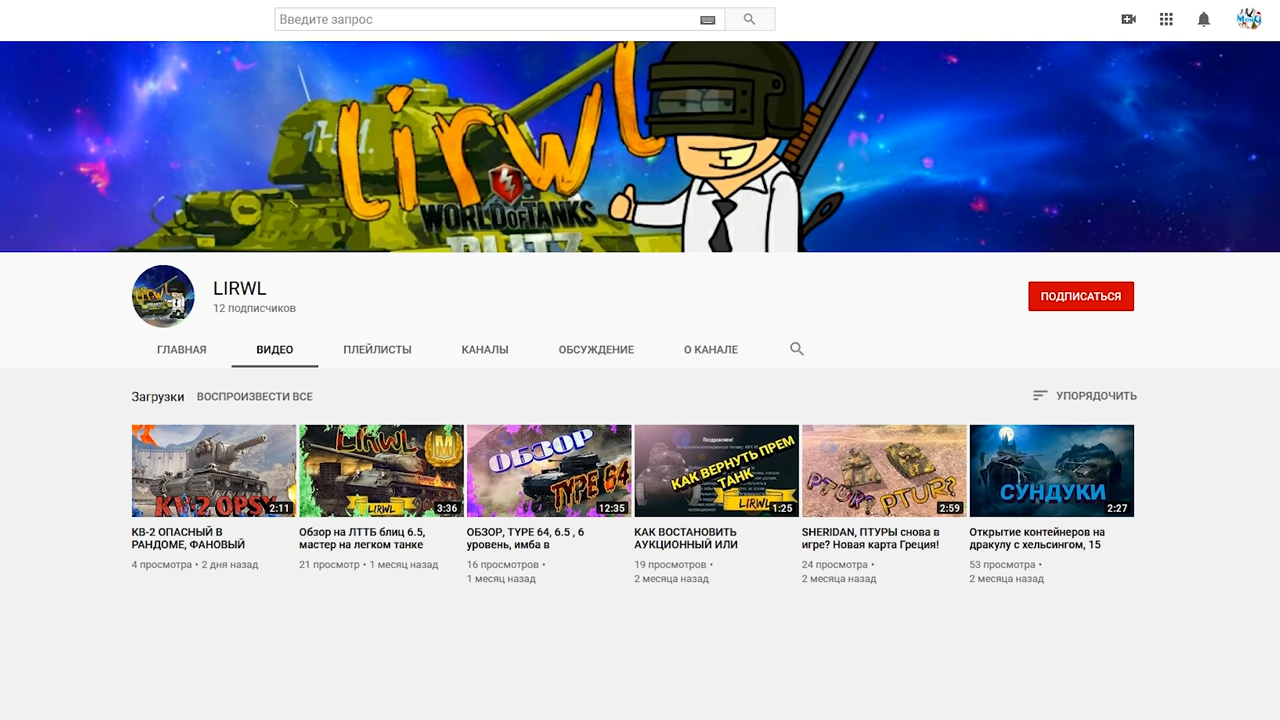 Введите запрос
Lirwl
WORLD OF TANKS
BLITZ
LIRWL
12 подписчиков
ПОДПИСАТЬСЯ
ГЛАВНАЯ
ВИДЕО
ПЛЕЙЛИСТЫ
КАНАЛЫ
ОБСУЖДЕНИЕ
О КАНАЛЕ
Загрузки
ВОСПРОИЗВЕСТИ ВСЕ
УПОРЯДОЧИТЬ
KW-2 OPSY
2:11
КВ-2 ОПАСНЫЙ В
РАНДОМЕ, ФАНОВЫЙ
4 просмотра • 2 дня назад
LIRWL
LIRWL
3:36
Обзор на ЛТТБ блиц 6.5,
мастер на легком танке
21 просмотр • 1 месяц назад
ОБЗОР
TYPE 64
12:35
ОБЗОР, TYPE 64, 6.5 , 6
уровень, имба в
16 просмотров •
1 месяц назад
Поздравляем!
КАК ВЕРНУТЬ ПРЕМ
ТАНК
LIRWL
1:25
КАК ВОСТАНОВИТЬ
АУКЦИОННЫЙ ИЛИ
19 просмотров •
2 месяца назад
PTUR?
PTUR?
2:59
SHERIDAN, ПТУРЫ снова в
игре? Новая карта Греция!
24 просмотра •
2 месяца назад
СУНДУКИ
2:27
Открытие контейнеров на
дракулу с хельсингом, 15
53 просмотра •
2 месяца назад